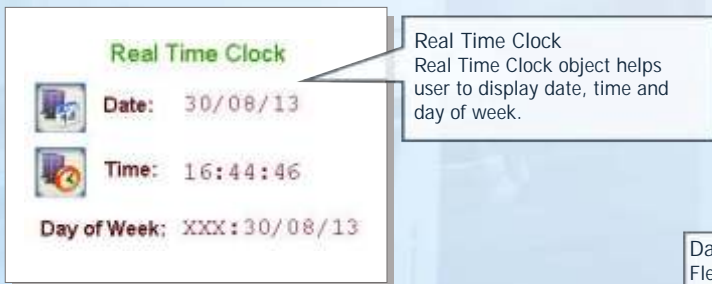 Real Time Clock
Date: 30/08/13
Time: 16:44:46
Day of Week: XXX:30/08/13
Real Time Clock
Real Time Clock object helps
user to display date, time and
day of week.